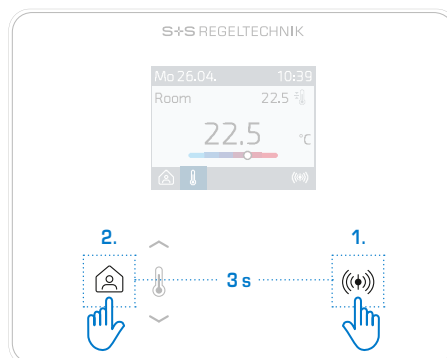 S+S REGELTECHNIK
Mo 26.04. 10:39
Room 22.5
22.5 °C
2. 1.
3 s